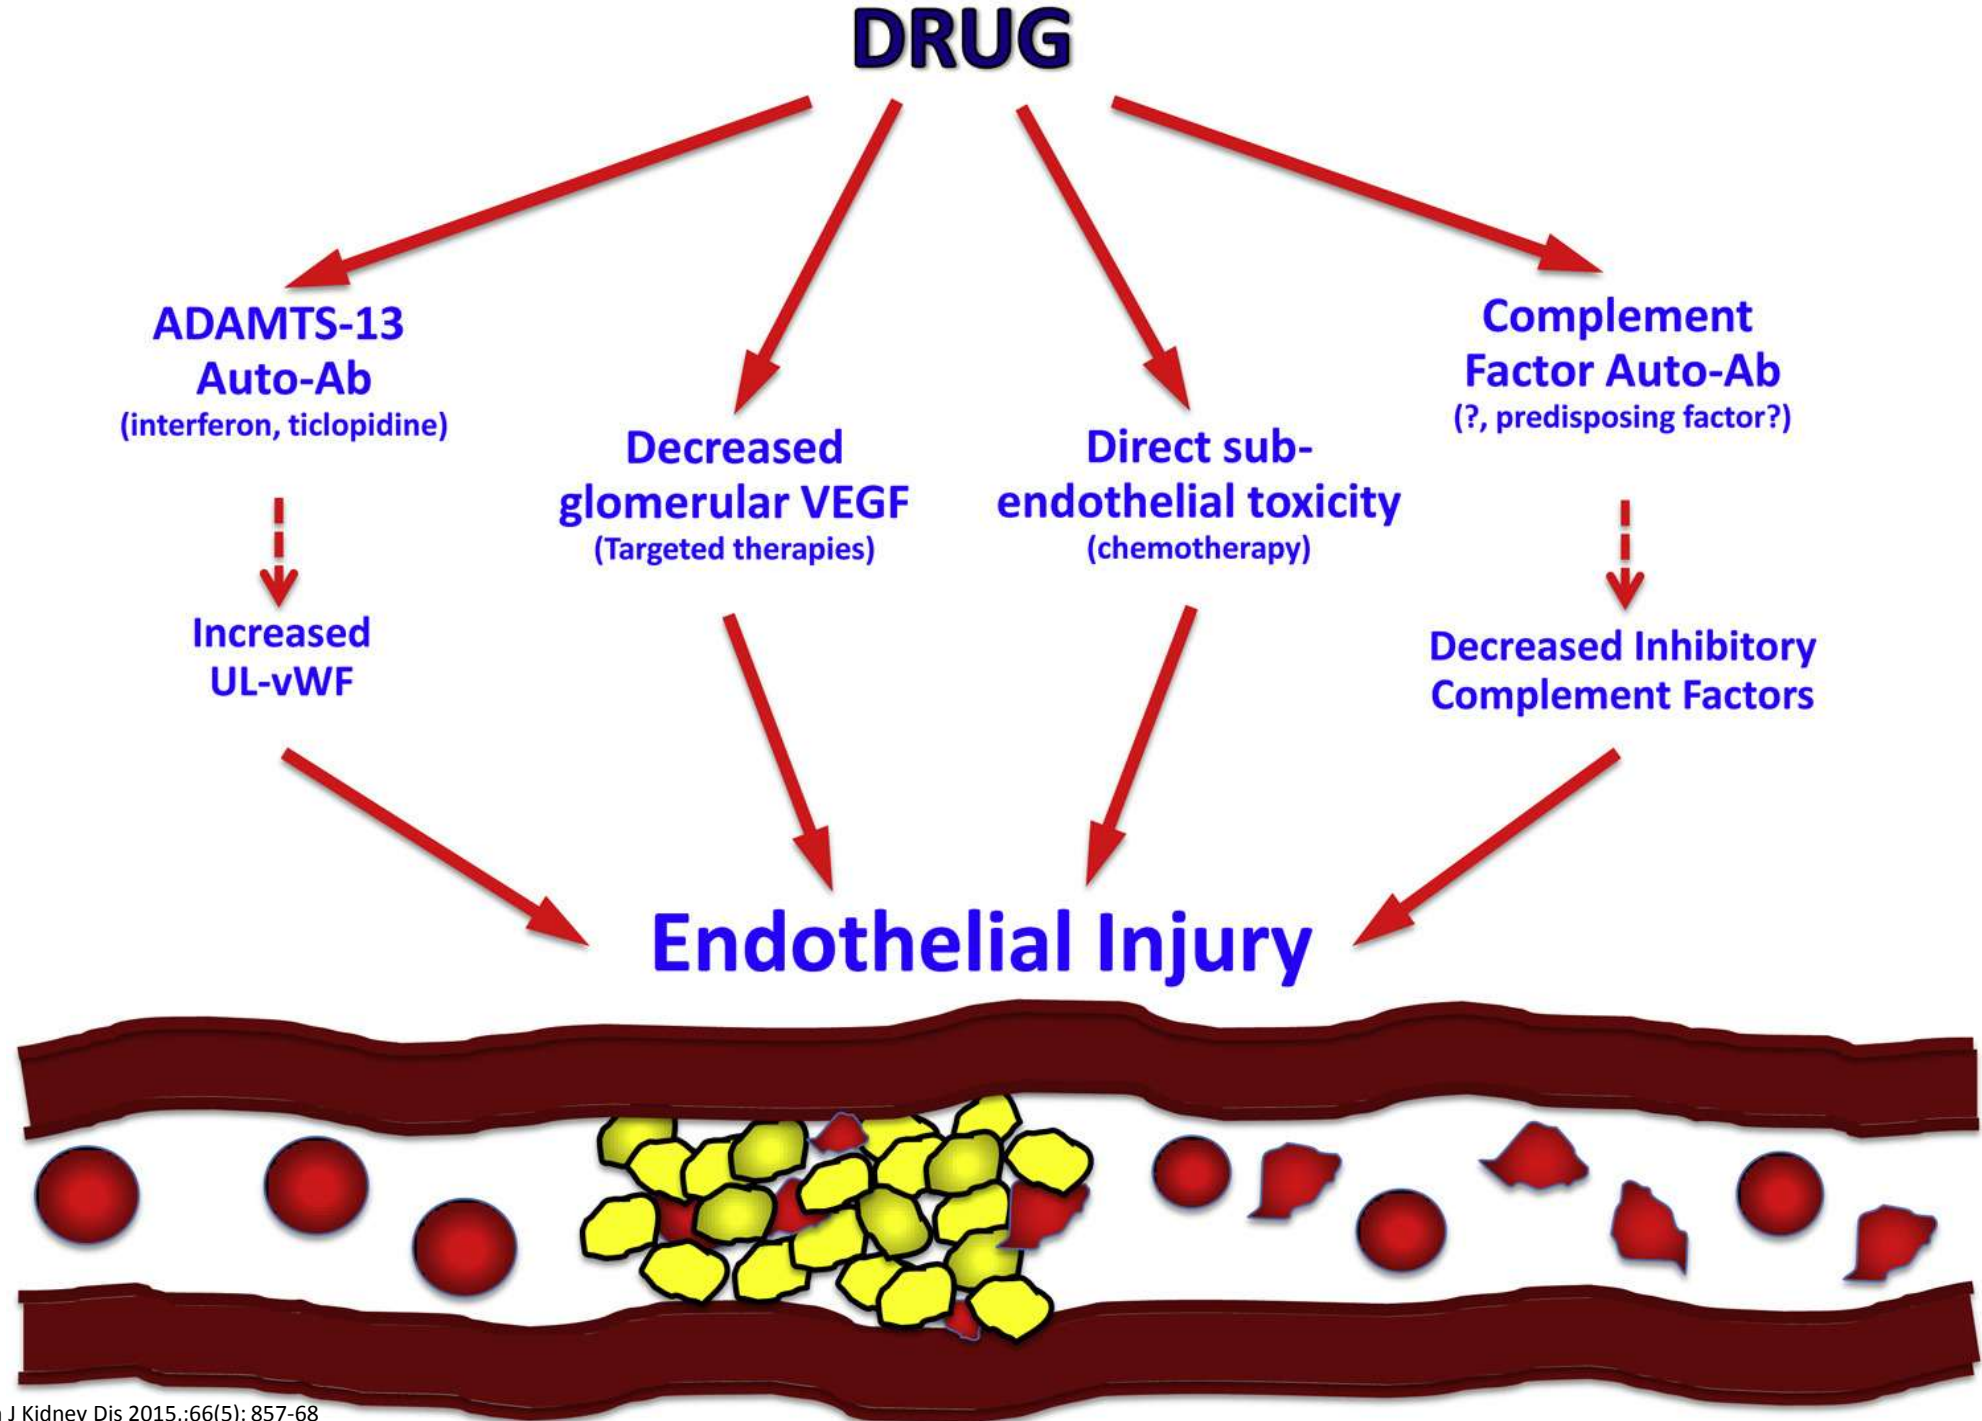 DRUG
ADAMTS-13
Auto-Ab
(interferon, ticlopidine)
Increased
UL-vWF
Decreased
glomerular VEGF
(Targeted therapies)
Direct sub-
endothelial toxicity
(chemotherapy)
Complement
Factor Auto-Ab
(?, predisposing factor?)
Decreased Inhibitory
Complement Factors
Endothelial Injury
J Kidney Dis 2015.;66(5): 857-68